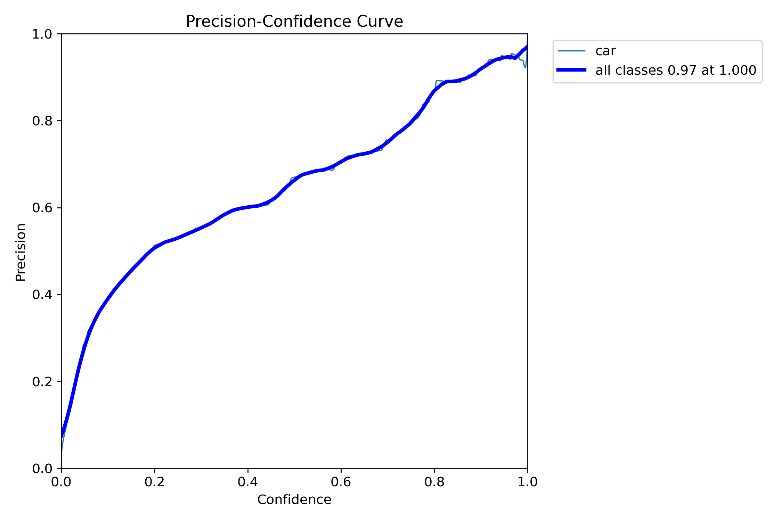 Precision-Confidence Curve
car
all classes 0.97 at 1.000
1.0
0.8
0.6
0.4
0.2
0.0
Precision
0.0 0.2 0.4 0.6 0.8 1.0
Confidence